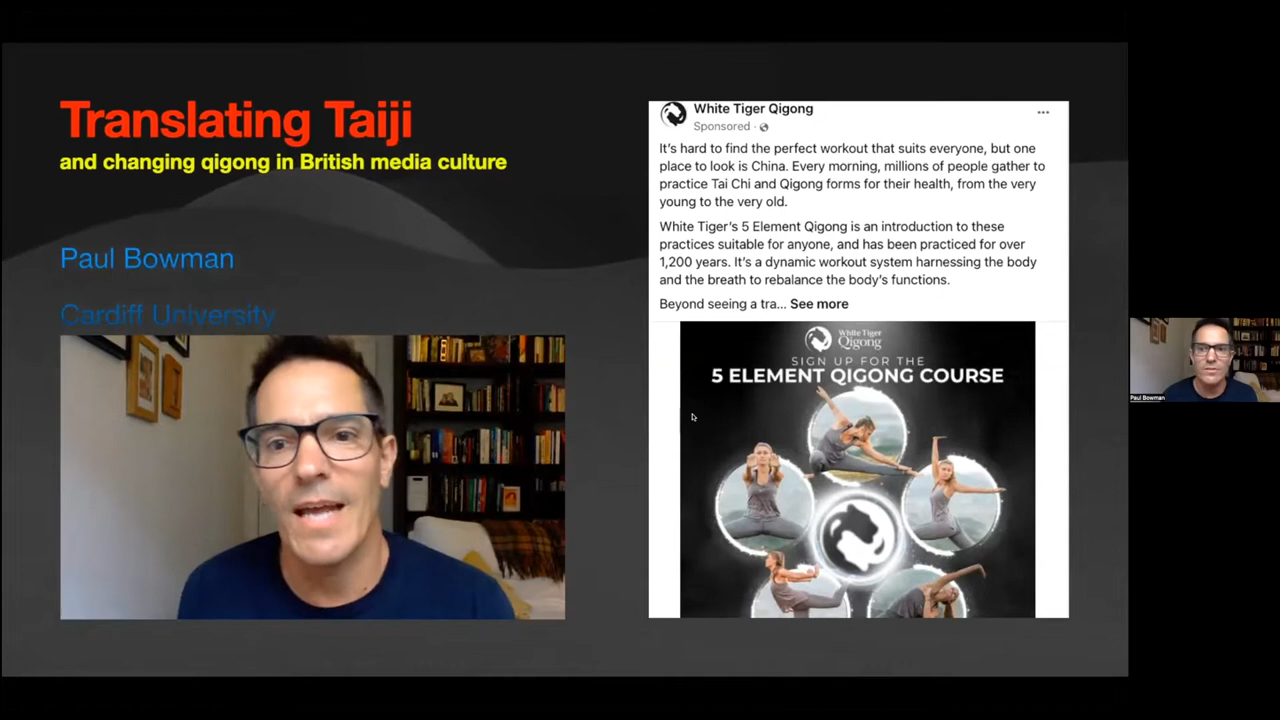 Translating Taiji
and changing qigong in British media culture
Paul Bowman
Cardiff University
White Tiger Qigong
Sponsored ·
It's hard to find the perfect workout that suits everyone, but one
place to look is China. Every morning, millions of people gather to
practice Tai Chi and Qigong forms for their health, from the very
young to the very old.
White Tiger's 5 Element Qigong is an introduction to these
practices suitable for anyone, and has been practiced for over
1,200 years. It's a dynamic workout system harnessing the body
and the breath to rebalance the body's functions.
Beyond seeing a tra... See more
White Tiger
Qigong
SIGN UP FOR THE
5 ELEMENT QIGONG COURSE
Paul Bowman